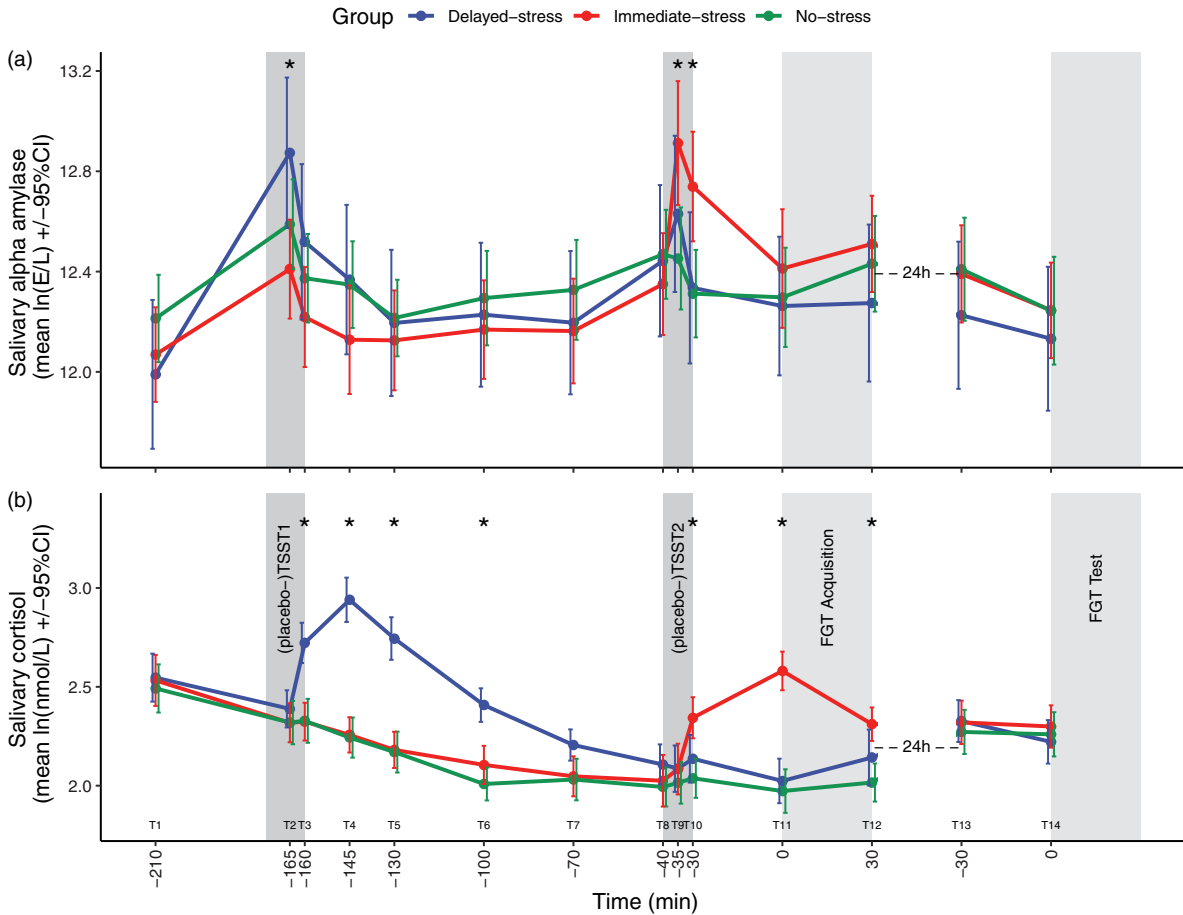 Group Delayed−stress Immediate−stress No−stress
(a)
Salivary alpha amylase
(mean ln(E/L) +/−95%CI)
13.2
12.8
12.4
12.0
* * *
24h
(b)
Salivary cortisol
(mean ln(nmol/L) +/−95%CI)
3.0
2.5
2.0
* * * * * * *
(placebo−)TSST1
(placebo−)TSST2
FGT Acquisition
FGT Test
24h
T1 T2 T3 T4 T5 T6 T7 T8 T9 T10 T11 T12 T13 T14
−210 −165 −160 −145 −130 −100 −70 −40 −35 −30 0 30 −30 0
Time (min)